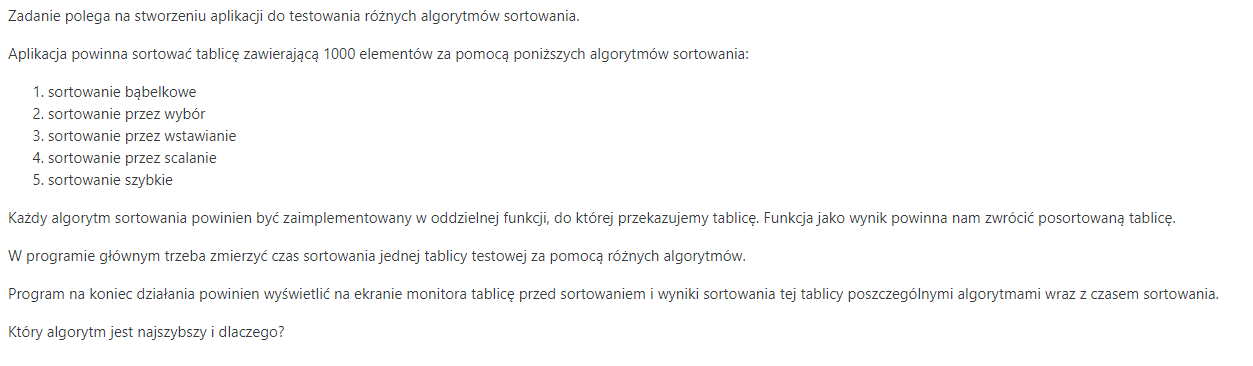 Zadanie polega na stworzeniu aplikacji do testowania różnych algorytmów sortowania.
Aplikacja powinna sortować tablicę zawierającą 1000 elementów za pomocą poniższych algorytmów sortowania:
1. sortowanie bąbelkowe
2. sortowanie przez wybór
3. sortowanie przez wstawianie
4. sortowanie przez scalanie
5. sortowanie szybkie
Każdy algorytm sortowania powinien być zaimplementowany w oddzielnej funkcji, do której przekazujemy tablicę. Funkcja jako wynik powinna nam zwrócić posortowaną tablicę.
W programie głównym trzeba zmierzyć czas sortowania jednej tablicy testowej za pomocą różnych algorytmów.
Program na koniec działania powinien wyświetlić na ekranie monitora tablicę przed sortowaniem i wyniki sortowania tej tablicy poszczególnymi algorytmami wraz z czasem sortowania.
Który algorytm jest najszybszy i dlaczego?